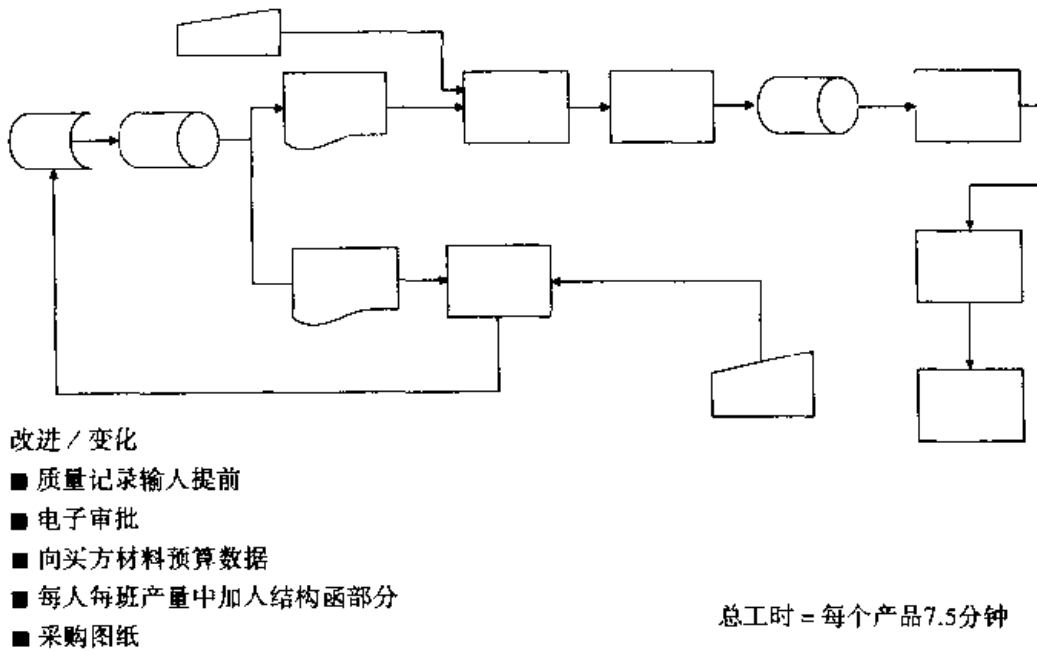 改进／变化
■ 质量记录输人提前
■ 电子审批
■ 向买方材料预算数据
■ 每人每班产量中加人结构函部分
■ 采购图纸
总工时 = 每个产品7.5分钟